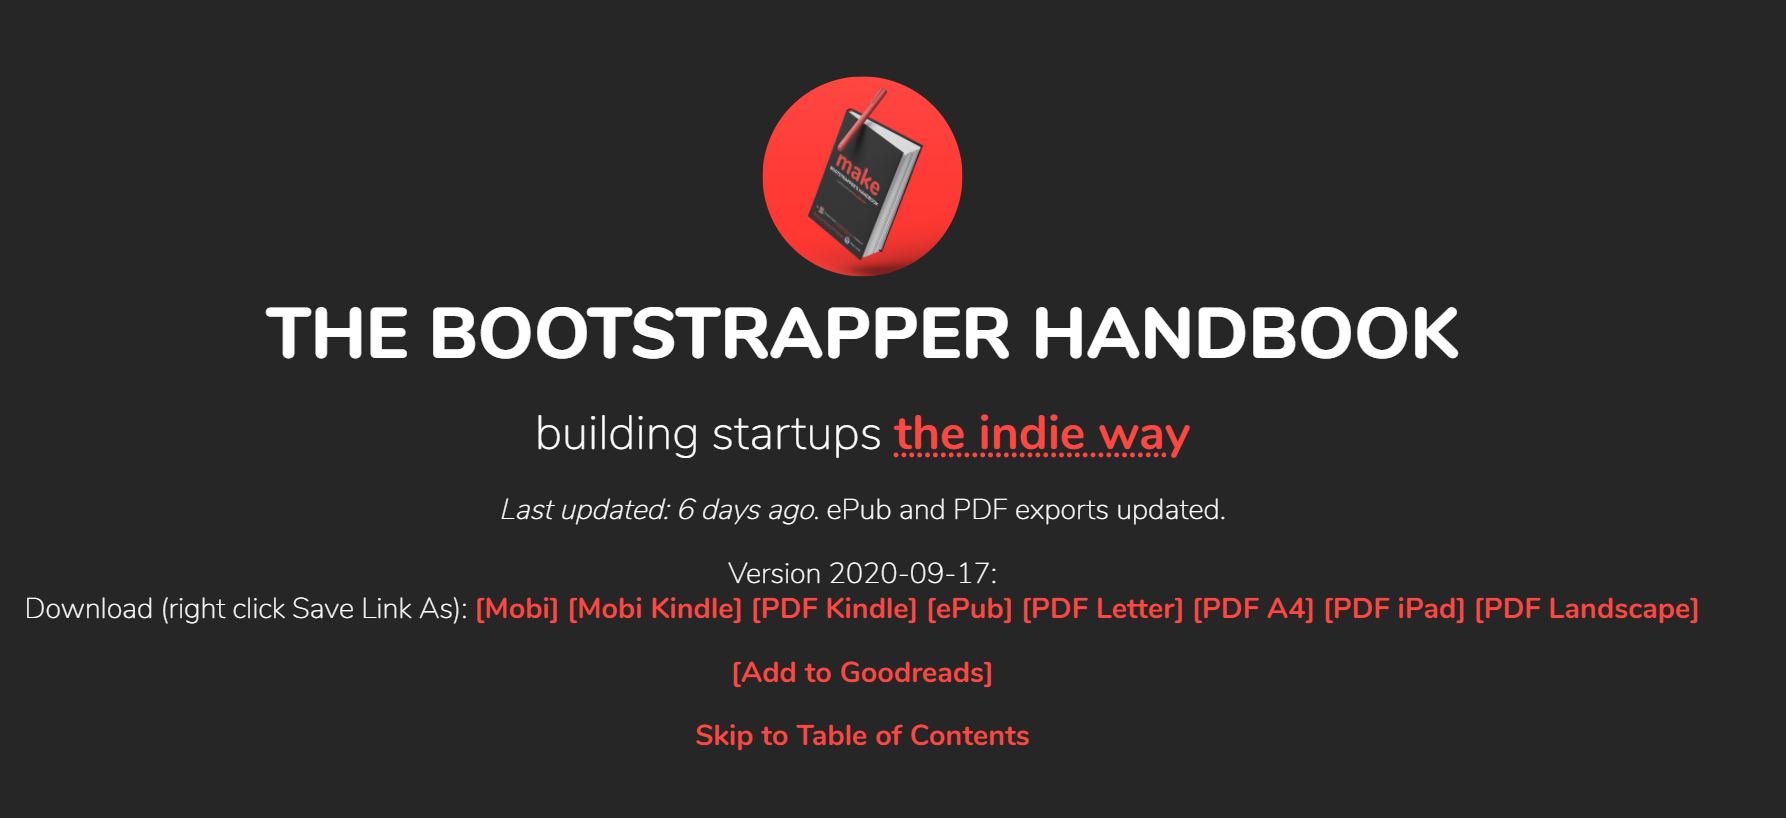 make
BOOTSTRAPPER'S HANDBOOK
THE BOOTSTRAPPER HANDBOOK
building startups the indie way
Last updated: 6 days ago. ePub and PDF exports updated.
Version 2020-09-17:
Download (right click Save Link As): [Mobi] [Mobi Kindle] [PDF Kindle] [ePub] [PDF Letter] [PDF A4] [PDF iPad] [PDF Landscape]
[Add to Goodreads]
Skip to Table of Contents